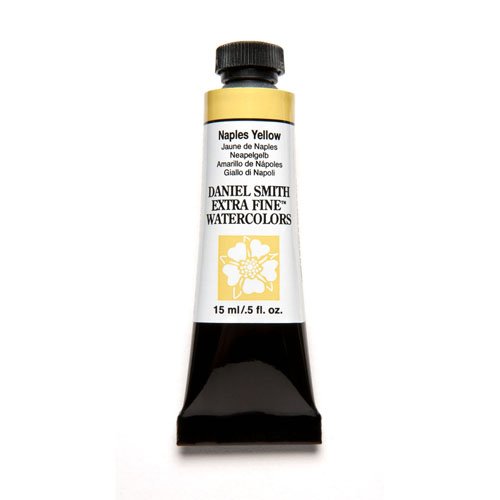 Naples Yellow
Jaune de Naples
Neapelgelb
Amarillo de Nápoles
Giallo di Napoli
DANIEL SMITH
EXTRA FINE™
WATERCOLORS
15 ml/.5 fl. oz.